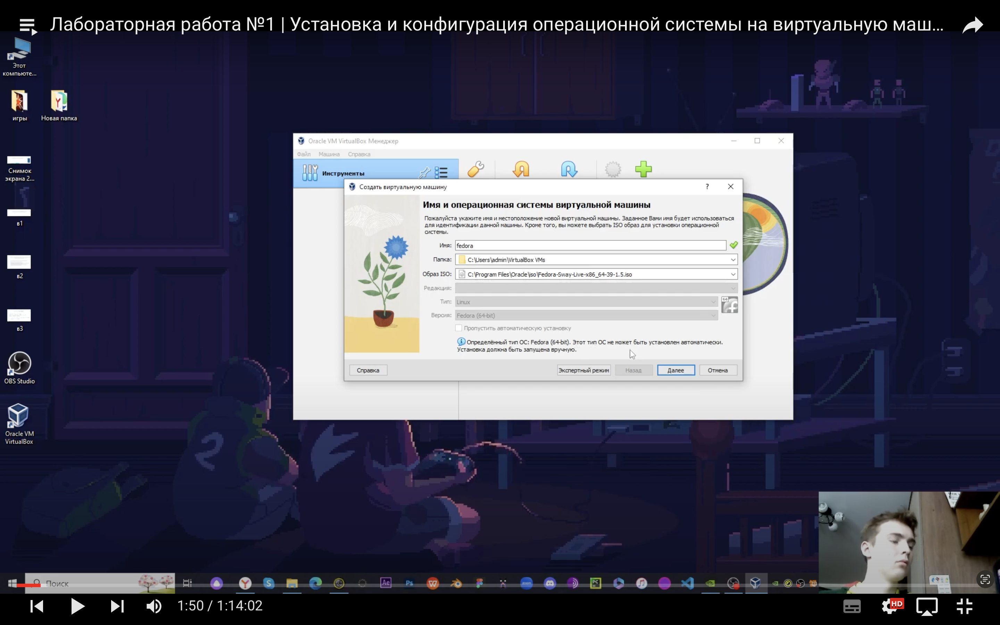 Лабораторная работа №1 | Установка и конфигурация операционной системы на виртуальную маш...
Этот
компьюте...
игры
Новая папка
Снимок
экрана 2...
в1
в2
в3
OBS Studio
Oracle VM
VirtualBox
Oracle VM VirtualBox Менеджер
Файл Машина Справка
Инструменты
Создать виртуальную машину
?
Имя и операционная системы виртуальной машины
Пожалуйста укажите имя и местоположение новой виртуальной машины. Заданное Вами имя будет использоваться
для идентификации данной машины. Кроме того, вы можете выбрать ISO образ для установки операционной
системы.
Имя: fedora
Папка: C:\Users\admin\VirtualBox VMs
Образ ISO: C:\Program Files\Oracle\iso\Fedora-Sway-Live-x86_64-39-1.5.iso
Редакция:
Тип: Linux
64
Версия: Fedora (64-bit)
Пропустить автоматическую установку
Определённый тип ОС: Fedora (64-bit). Этот тип ОС не может быть установлен автоматически.
Установка должна быть запущена вручную.
Справка Экспертный режим Назад Далее Отмена
2
Поиск
Y S Ae Ps W zoom PC
1:50 / 1:14:02
HD